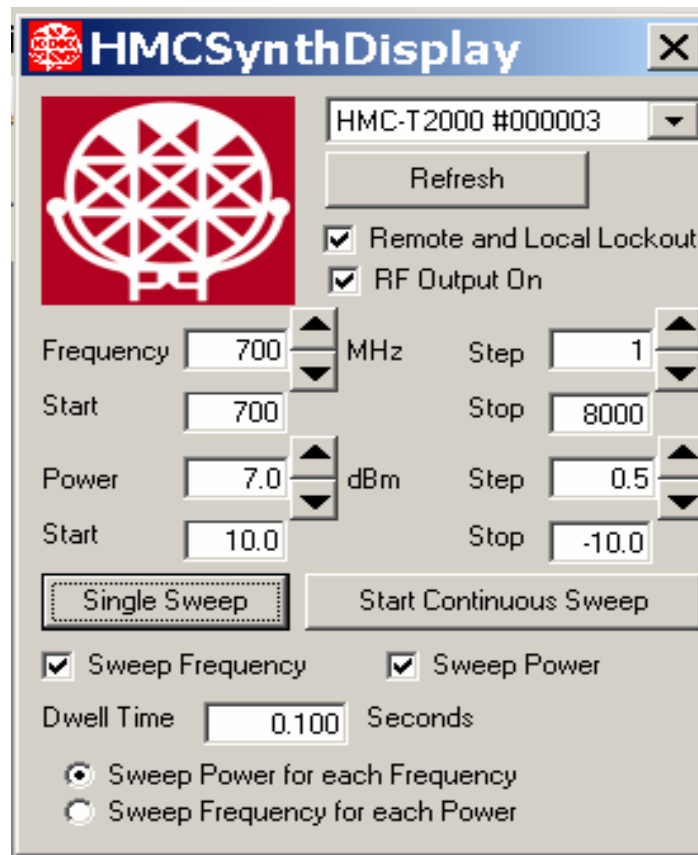 HMCSynthDisplay
HMC-T2000 #000003
Refresh
Remote and Local Lockout
RF Output On
Frequency 700 MHz Step 1
Start 700 Stop 8000
Power 7.0 dBm Step 0.5
Start 10.0 Stop -10.0
Single Sweep Start Continuous Sweep
Sweep Frequency Sweep Power
Dwell Time 0.100 Seconds
Sweep Power for each Frequency
Sweep Frequency for each Power